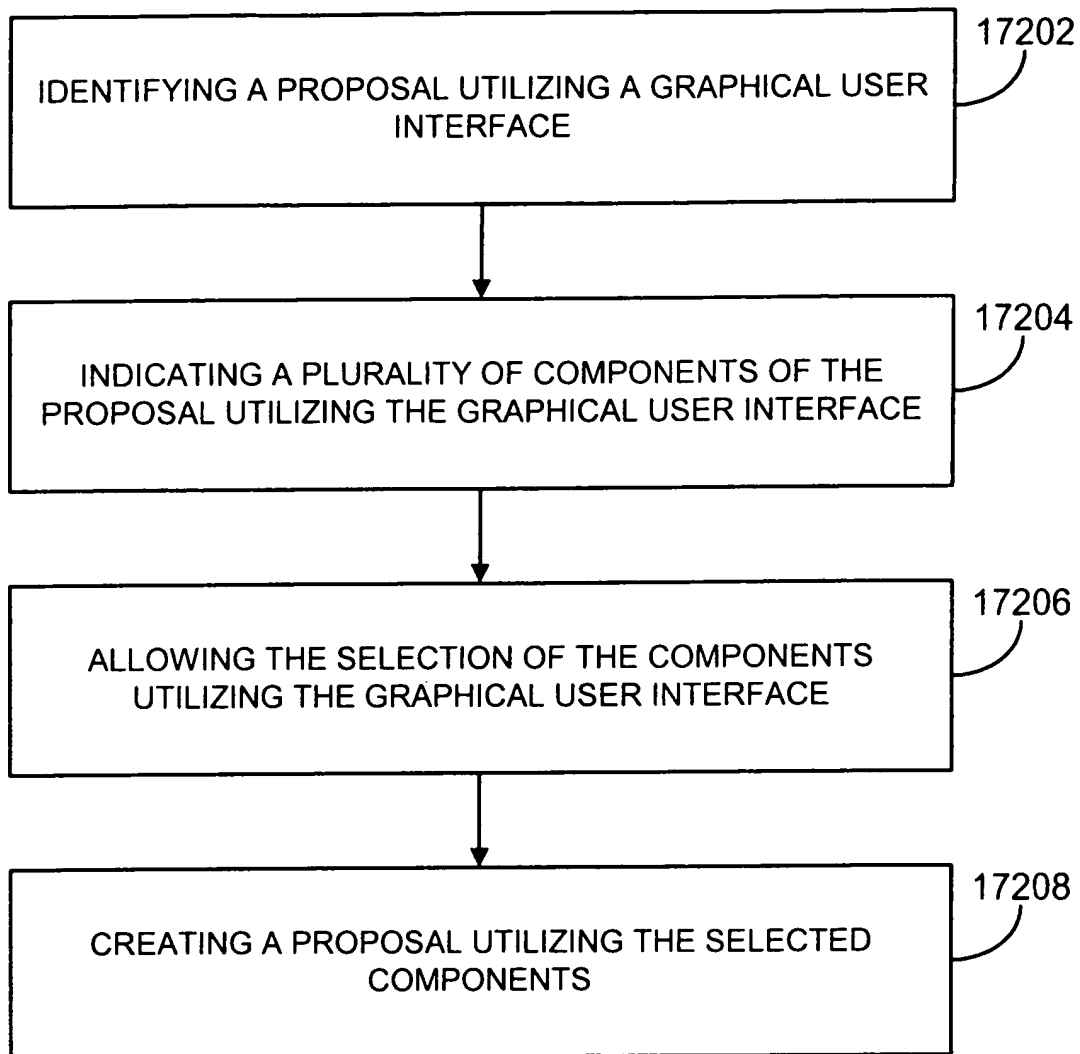 17202
IDENTIFYING A PROPOSAL UTILIZING A GRAPHICAL USER
INTERFACE
17204
INDICATING A PLURALITY OF COMPONENTS OF THE
PROPOSAL UTILIZING THE GRAPHICAL USER INTERFACE
17206
ALLOWING THE SELECTION OF THE COMPONENTS
UTILIZING THE GRAPHICAL USER INTERFACE
17208
CREATING A PROPOSAL UTILIZING THE SELECTED
COMPONENTS